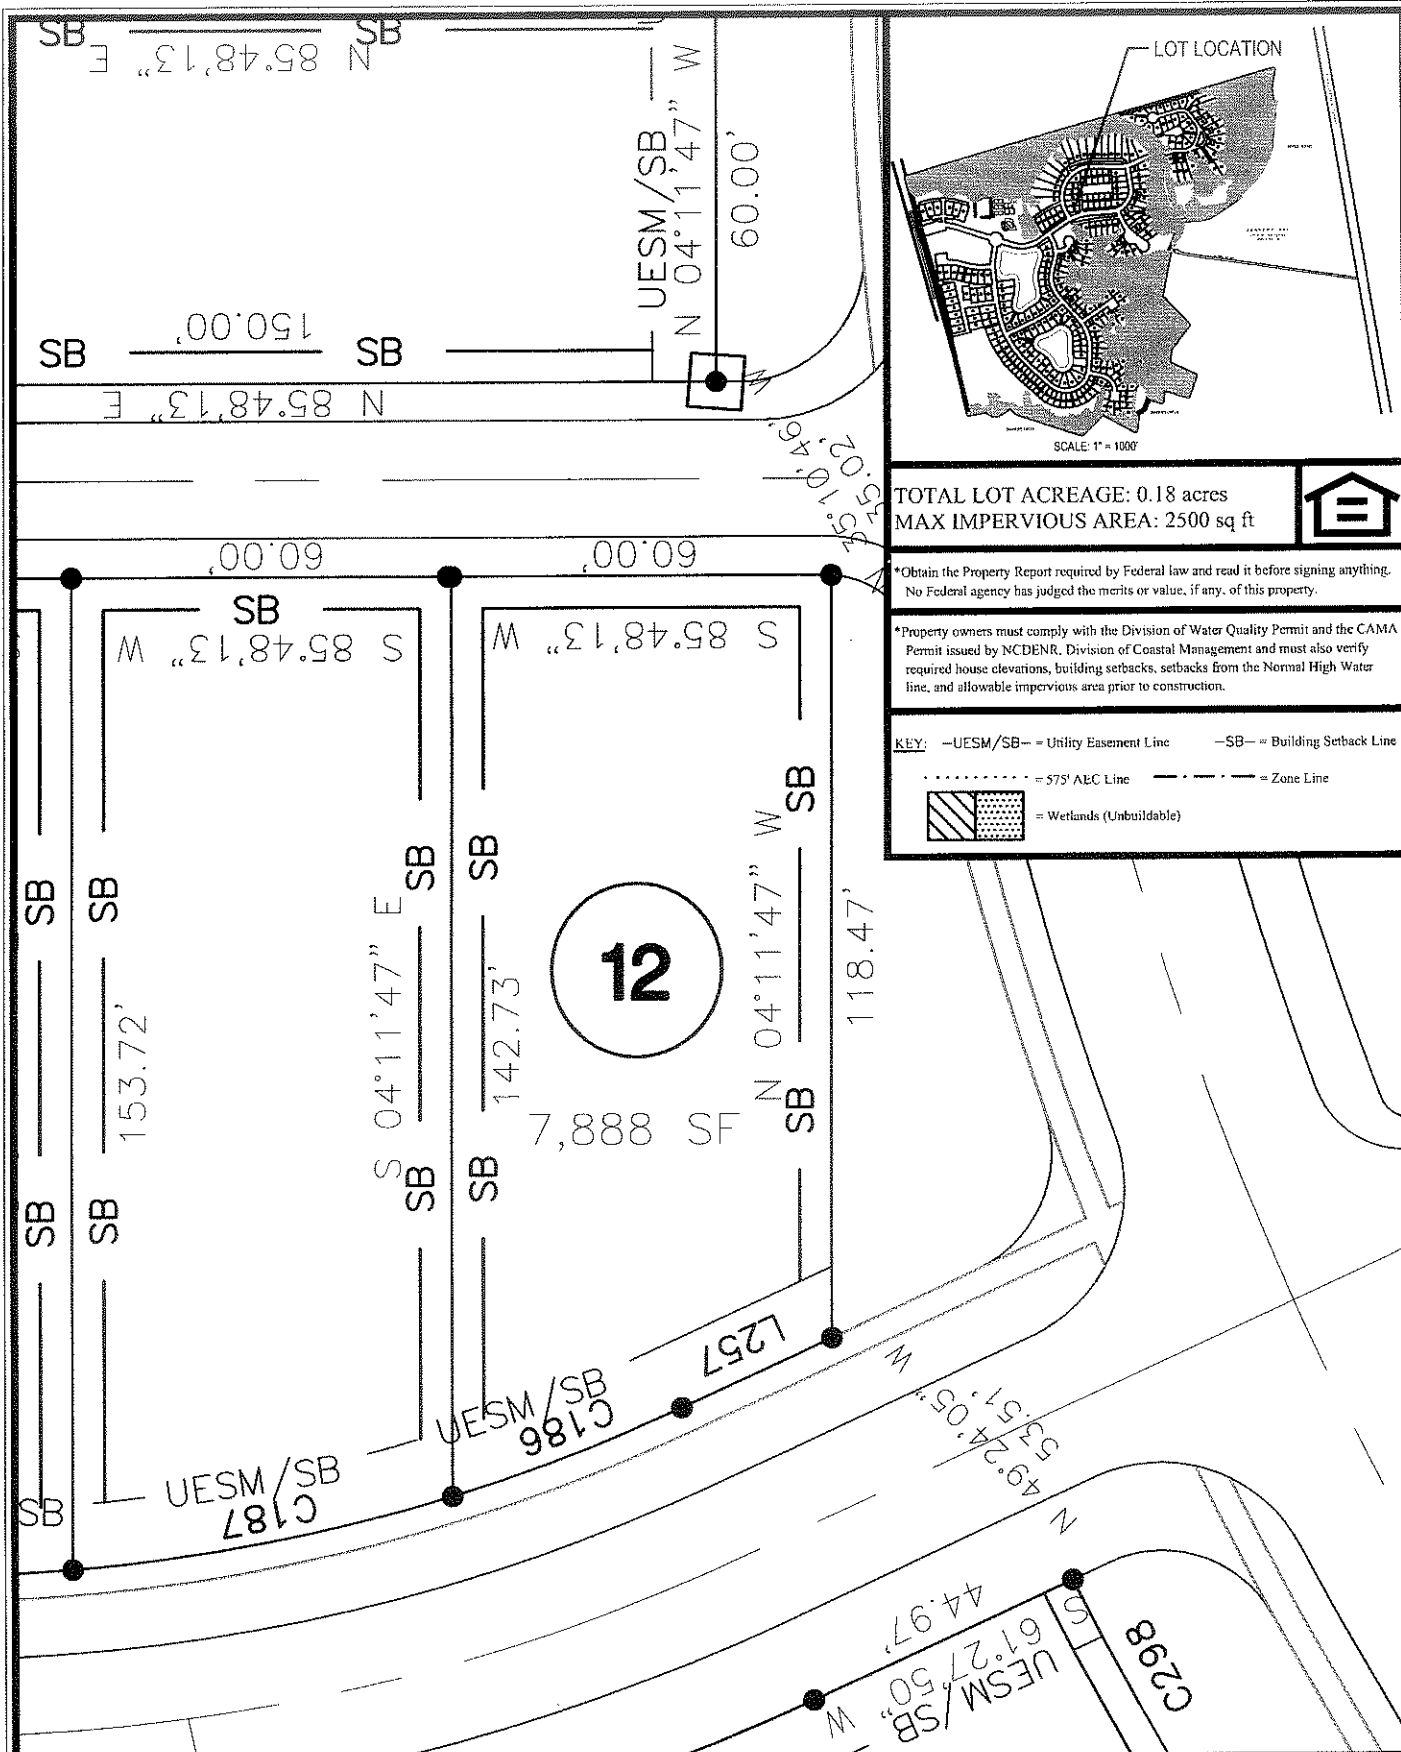 SB SB
N 85°48'13" E
UESM/SB
N 04°11'47" W
60.00'
150.00'
SB SB
N 85°48'13" E
N 35°10'46" W
35.02'
60.00' 60.00'
SB
S 85°48'13" W
S 85°48'13" W
SB SB SB SB SB
153.72'
S 04°11'47" E
142.73'
12
7,888 SF
N 04°11'47" W
118.47'
SB SB SB SB SB
L257
UESM/SB
C186
UESM/SB
C187
SB
N 49°24'05" W
53.51'
44.97'
S 61°27'50" W
UESM/SB
C298
LOT LOCATION
SCALE: 1" = 1000'
TOTAL LOT ACREAGE: 0.18 acres
MAX IMPERVIOUS AREA: 2500 sq ft
*Obtain the Property Report required by Federal law and read it before signing anything.
No Federal agency has judged the merits or value, if any, of this property.
*Property owners must comply with the Division of Water Quality Permit and the CAMA
Permit issued by NCDENR, Division of Coastal Management and must also verify
required house elevations, building setbacks, setbacks from the Normal High Water
line, and allowable impervious area prior to construction.
KEY: —UESM/SB— = Utility Easement Line —SB— = Building Setback Line
= 575' AEC Line = Zone Line
= Wetlands (Unbuildable)